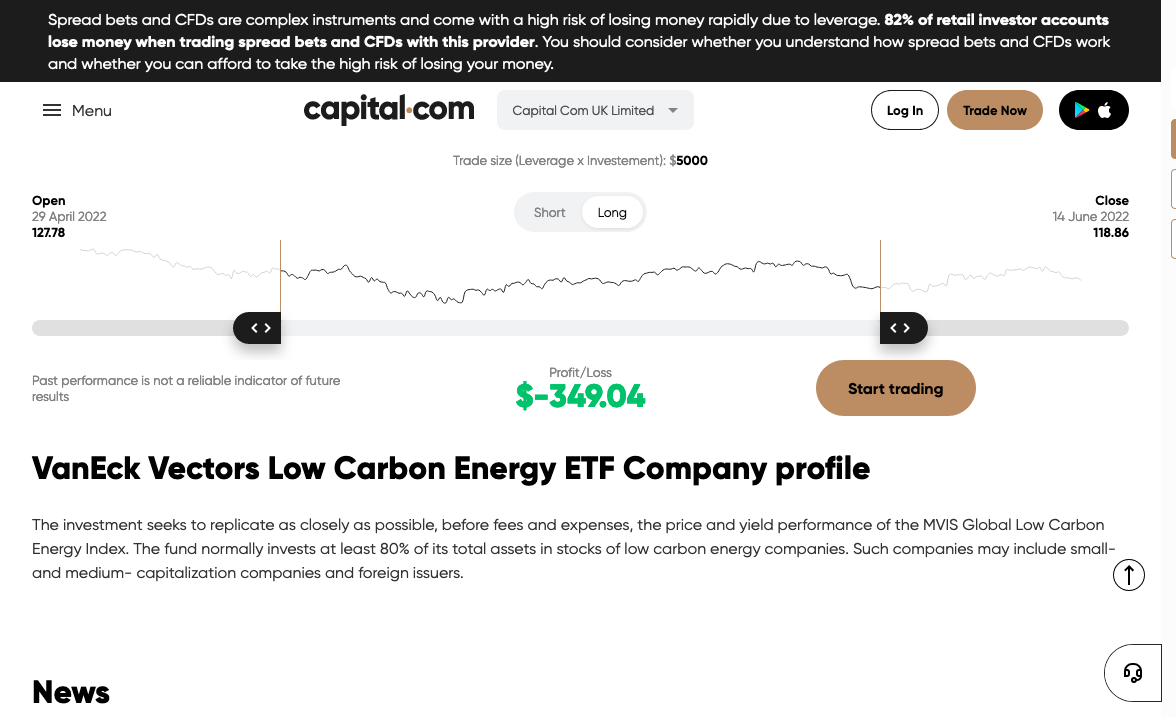 Spread bets and CFDs are complex instruments and come with a high risk of losing money rapidly due to leverage. 82% of retail investor accounts
lose money when trading spread bets and CFDs with this provider. You should consider whether you understand how spread bets and CFDs work
and whether you can afford to take the high risk of losing your money.
Menu
capital.com
Capital Com UK Limited
Log In
Trade Now
Trade size (Leverage x Investement): $5000
Open
29 April 2022
127.78
Short
Long
Close
14 June 2022
118.86
Past performance is not a reliable indicator of future
results
Profit/Loss
$-349.04
Start trading
VanEck Vectors Low Carbon Energy ETF Company profile
The investment seeks to replicate as closely as possible, before fees and expenses, the price and yield performance of the MVIS Global Low Carbon
Energy Index. The fund normally invests at least 80% of its total assets in stocks of low carbon energy companies. Such companies may include small-
and medium- capitalization companies and foreign issuers.
News